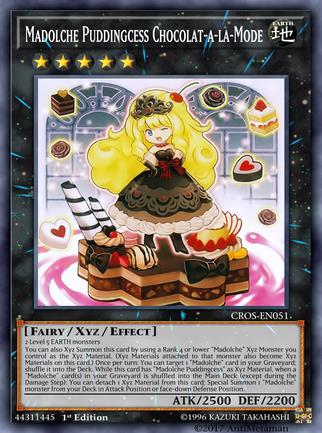 Madolche Puddingcess Chocolat-a-la-Mode
EARTH
地
CROS-EN051
[Fairy / Xyz / Effect]
2 Level 5 EARTH monsters
You can also Xyz Summon this card by using a Rank 4 or lower "Madolche" Xyz Monster you
control as the Xyz Material. (Xyz Materials attached to that monster also become Xyz
Materials on this card.) Once per turn: You can target 1 "Madolche" card in your Graveyard;
shuffle it into the Deck. While this card has "Madolche Puddingcess" as Xyz Material, when a
"Madolche" card(s) in your Graveyard is shuffled into the Main Deck (except during the
Damage Step): You can detach 1 Xyz Material from this card; Special Summon 1 "Madolche"
monster from your Deck in Attack Position or face-down Defense Position.
ATK/2500 DEF/2200
44311445 1st Edition ©1996 KAZUKI TAKAHASHI
©2017 AntiMetaman